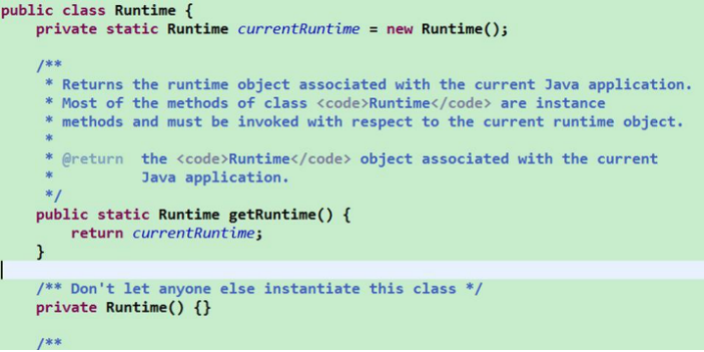 public class Runtime {
    private static Runtime currentRuntime = new Runtime();
    /**
     * Returns the runtime object associated with the current Java application.
     * Most of the methods of class <code>Runtime</code> are instance
     * methods and must be invoked with respect to the current runtime object.
     *
     * @return  the <code>Runtime</code> object associated with the current
     *          Java application.
     */
    public static Runtime getRuntime() {
        return currentRuntime;
    }
    /** Don't let anyone else instantiate this class */
    private Runtime() {}
    /**